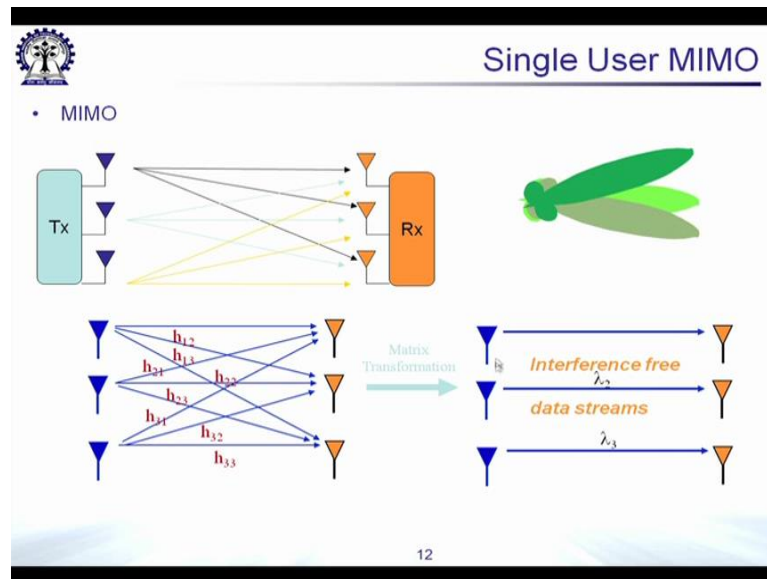 Single User MIMO
• MIMO
Tx
Rx
h12
h13
h21
h22
h23
h31
h32
h33
Matrix
Transformation
Interference free
λ2
data streams
λ3
12